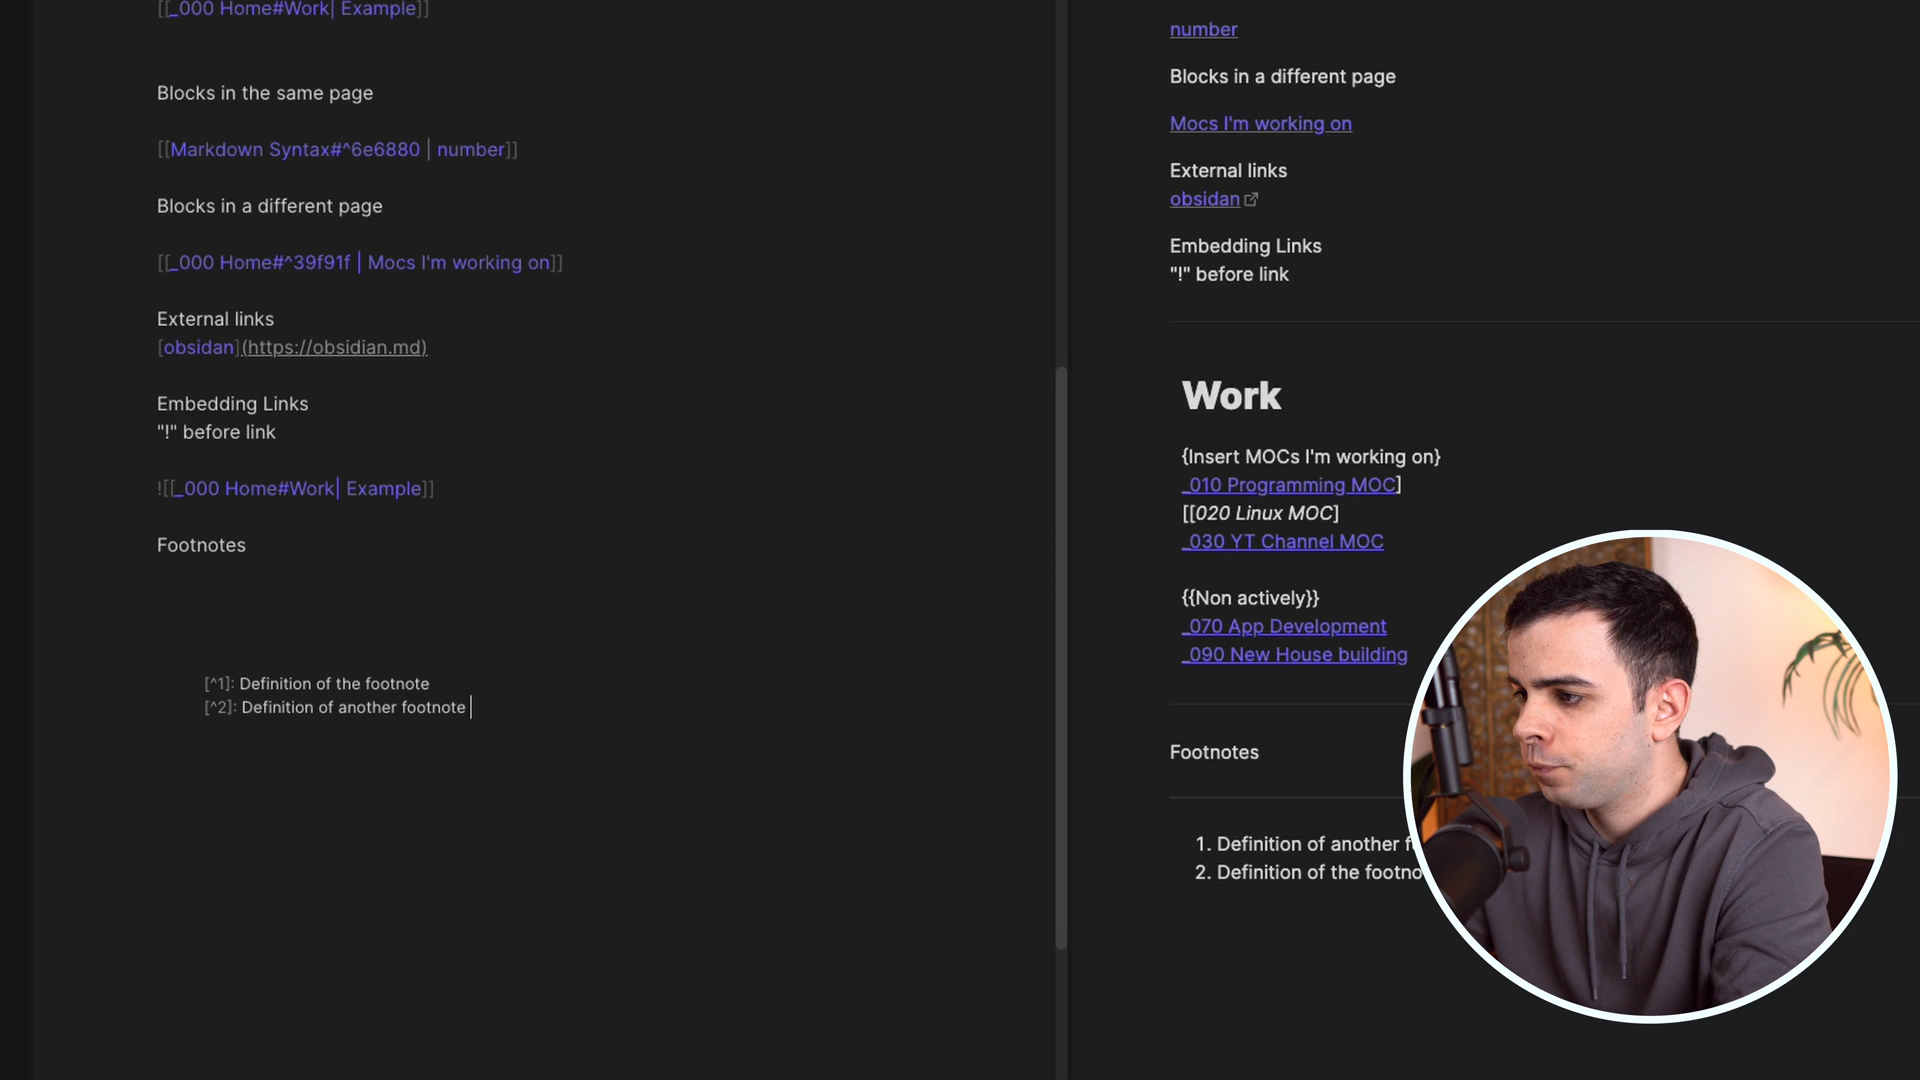 [[_000 Home#Work| Example]]
Blocks in the same page
[[Markdown Syntax#^6e6880 | number]]
Blocks in a different page
[[_000 Home#^39f91f | Mocs I'm working on]]
External links
[obsidan](https://obsidian.md)
Embedding Links
"!" before link
![[_000 Home#Work| Example]]
Footnotes
[^1]: Definition of the footnote
[^2]: Definition of another footnote
number
Blocks in a different page
Mocs I'm working on
External links
obsidan
Embedding Links
"!" before link
Work
{Insert MOCs I'm working on}
_010 Programming MOC]
[[020 Linux MOC]
_030 YT Channel MOC
{{Non actively}}
_070 App Development
_090 New House building
Footnotes
1. Definition of another
2. Definition of the